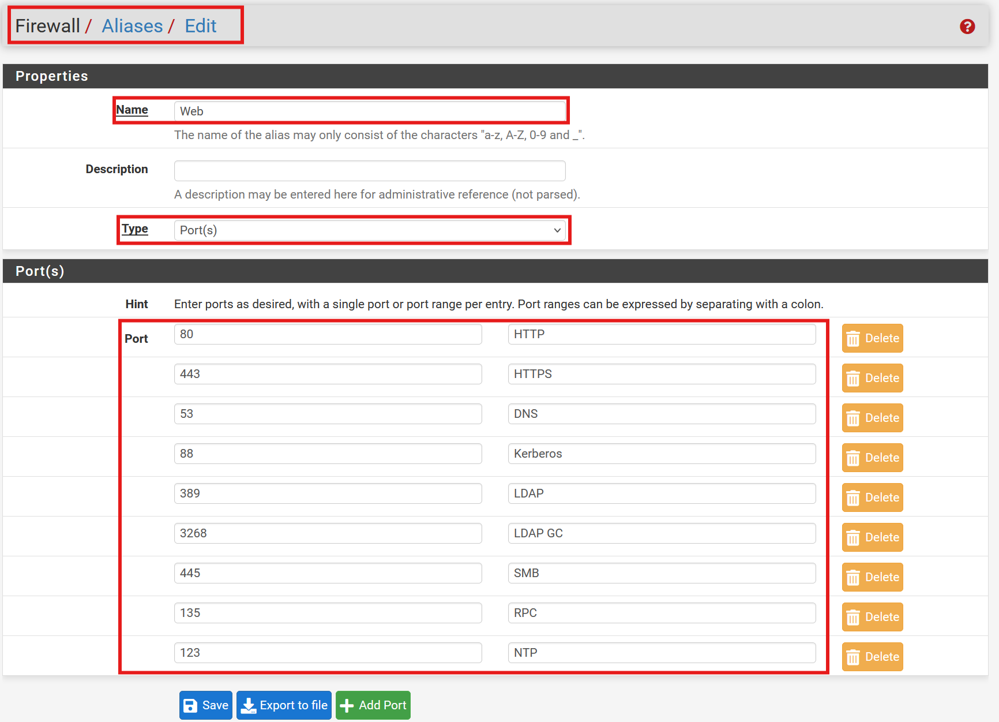 Firewall / Aliases / Edit
?
Properties
Name Web
The name of the alias may only consist of the characters "a-z, A-Z, 0-9 and _".
Description
A description may be entered here for administrative reference (not parsed).
Type Port(s)
Port(s)
Hint Enter ports as desired, with a single port or port range per entry. Port ranges can be expressed by separating with a colon.
Port 80 HTTP Delete
443 HTTPS Delete
53 DNS Delete
88 Kerberos Delete
389 LDAP Delete
3268 LDAP GC Delete
445 SMB Delete
135 RPC Delete
123 NTP Delete
Save Export to file Add Port